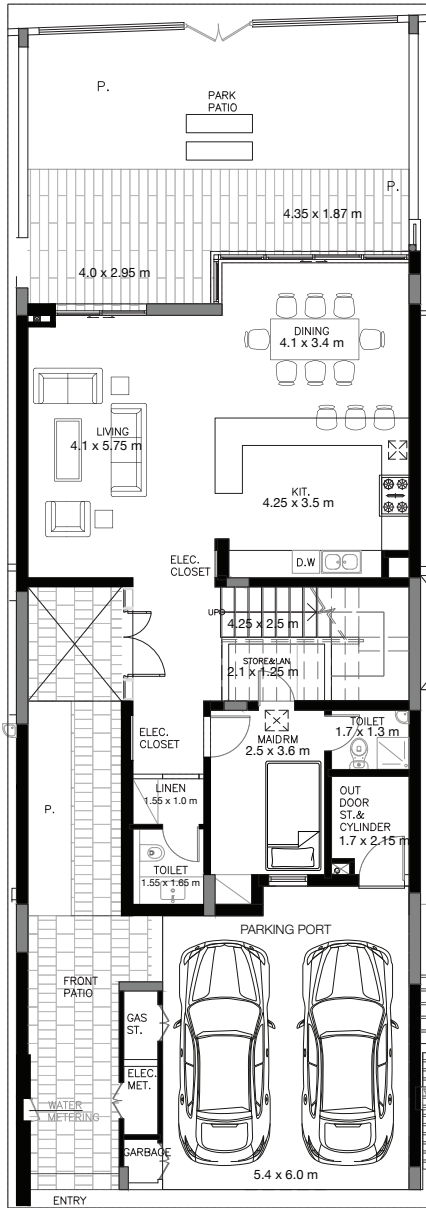 P.
PARK
PATIO
P.
4.35 x 1.87 m
4.0 x 2.95 m
DINING
4.1 x 3.4 m
LIVING
4.1 x 5.75 m
KIT.
4.25 x 3.5 m
D.W
ELEC.
CLOSET
UP
4.25 x 2.5 m
STORE&LAN
2.1 x 1.25 m
ELEC.
CLOSET
MAIDRM
2.5 x 3.6 m
TOILET
1.7 x 1.3 m
LINEN
1.55 x 1.0 m
OUT
DOOR
ST.&
CYLINDER
1.7 x 2.15 m
P.
TOILET
1.55 x 1.65 m
PARKING PORT
FRONT
PATIO
GAS
ST.
ELEC.
MET.
WATER
METERING
GARBAGE
5.4 x 6.0 m
ENTRY